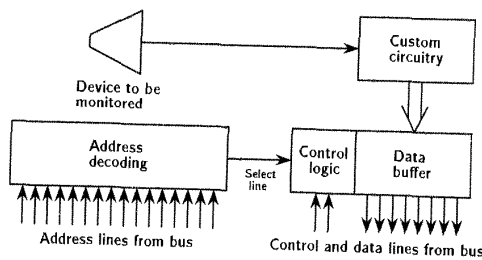 Custom
circuitry
Device to be
monitored
Address
decoding
Select
line
Control
logic
Data
buffer
Address lines from bus
Control and data lines from bus